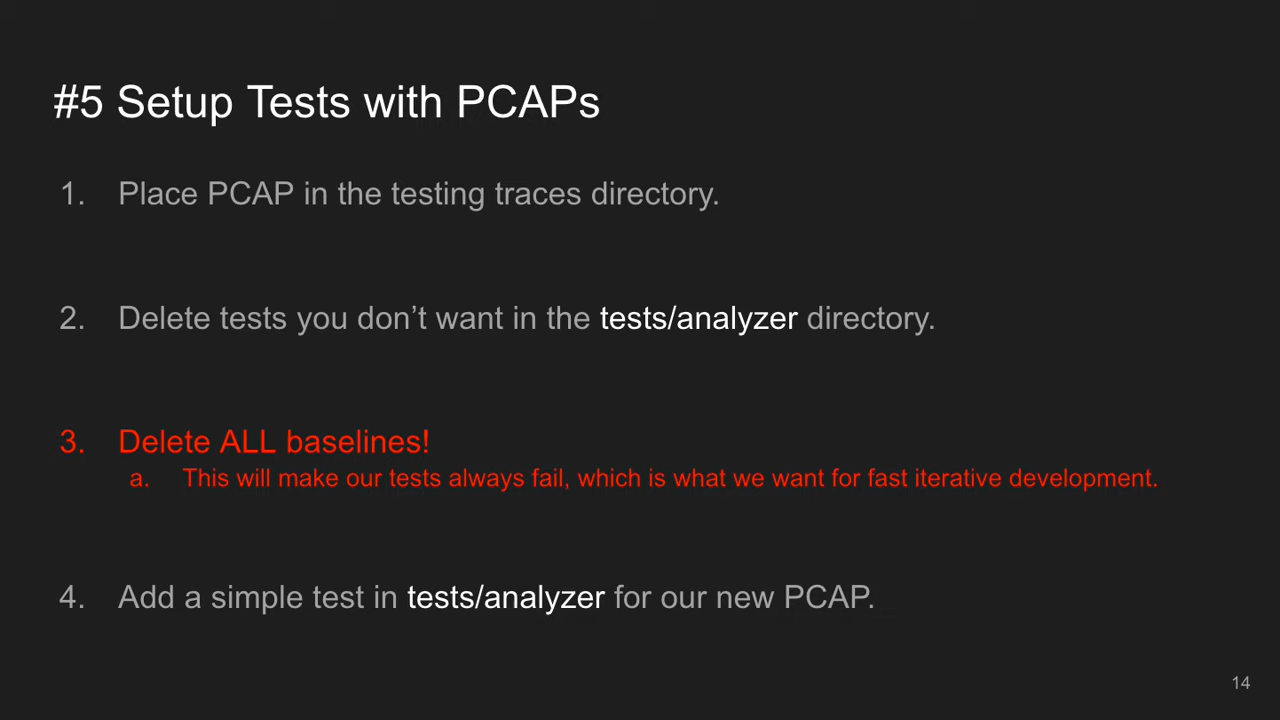 #5 Setup Tests with PCAPs
1. Place PCAP in the testing traces directory.
2. Delete tests you don’t want in the tests/analyzer directory.
3. Delete ALL baselines!
a. This will make our tests always fail, which is what we want for fast iterative development.
4. Add a simple test in tests/analyzer for our new PCAP.
14